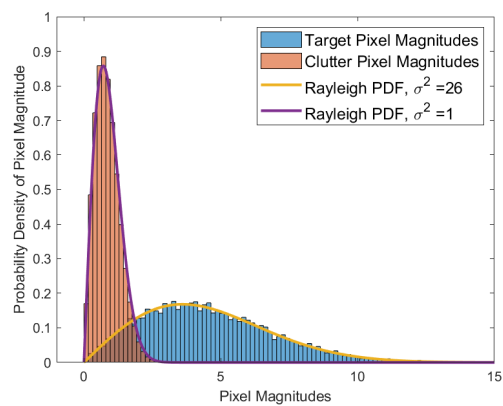 Target Pixel Magnitudes
Clutter Pixel Magnitudes
Rayleigh PDF, σ² =26
Rayleigh PDF, σ² =1
Probability Density of Pixel Magnitude
1
0.9
0.8
0.7
0.6
0.5
0.4
0.3
0.2
0.1
0
0 5 10 15
Pixel Magnitudes